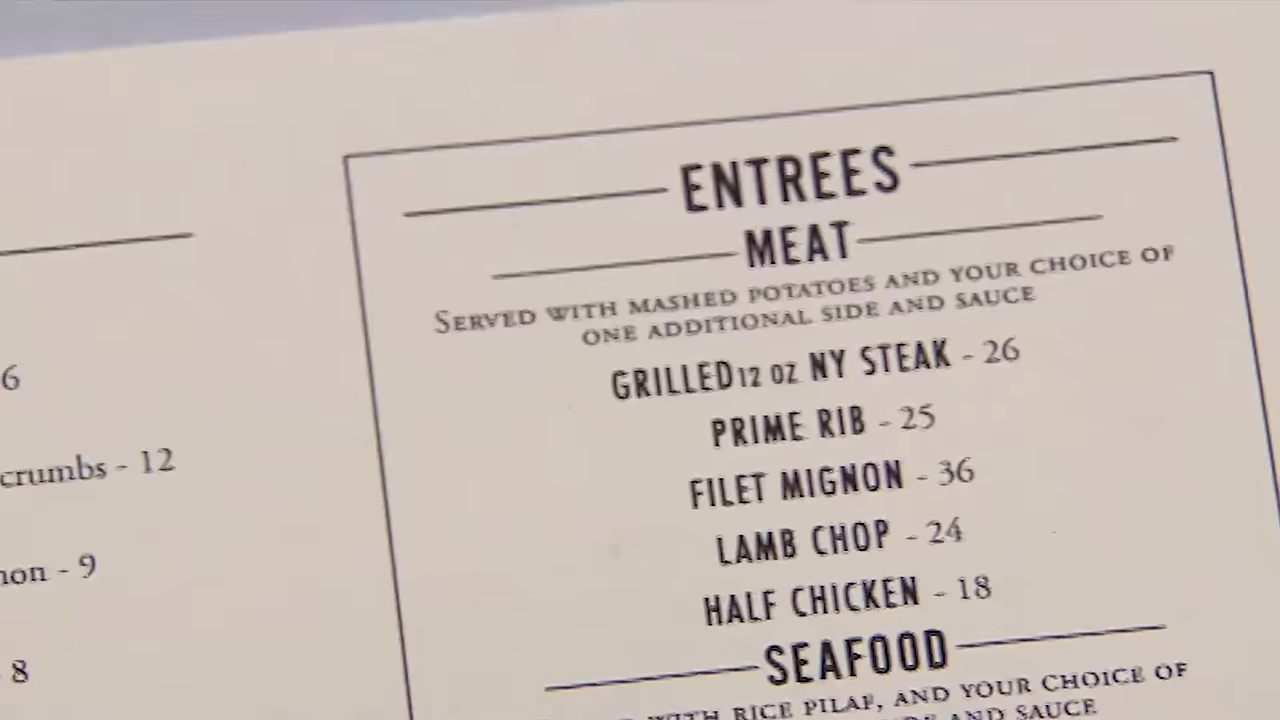 6
crumbs - 12
- 9
8
ENTREES
MEAT
SERVED WITH MASHED POTATOES AND YOUR CHOICE OF
ONE ADDITIONAL SIDE AND SAUCE
GRILLED 12 OZ NY STEAK - 26
PRIME RIB - 25
FILET MIGNON - 36
LAMB CHOP - 24
HALF CHICKEN - 18
SEAFOOD
WITH RICE PILAF, AND YOUR CHOICE OF
AND SAUCE